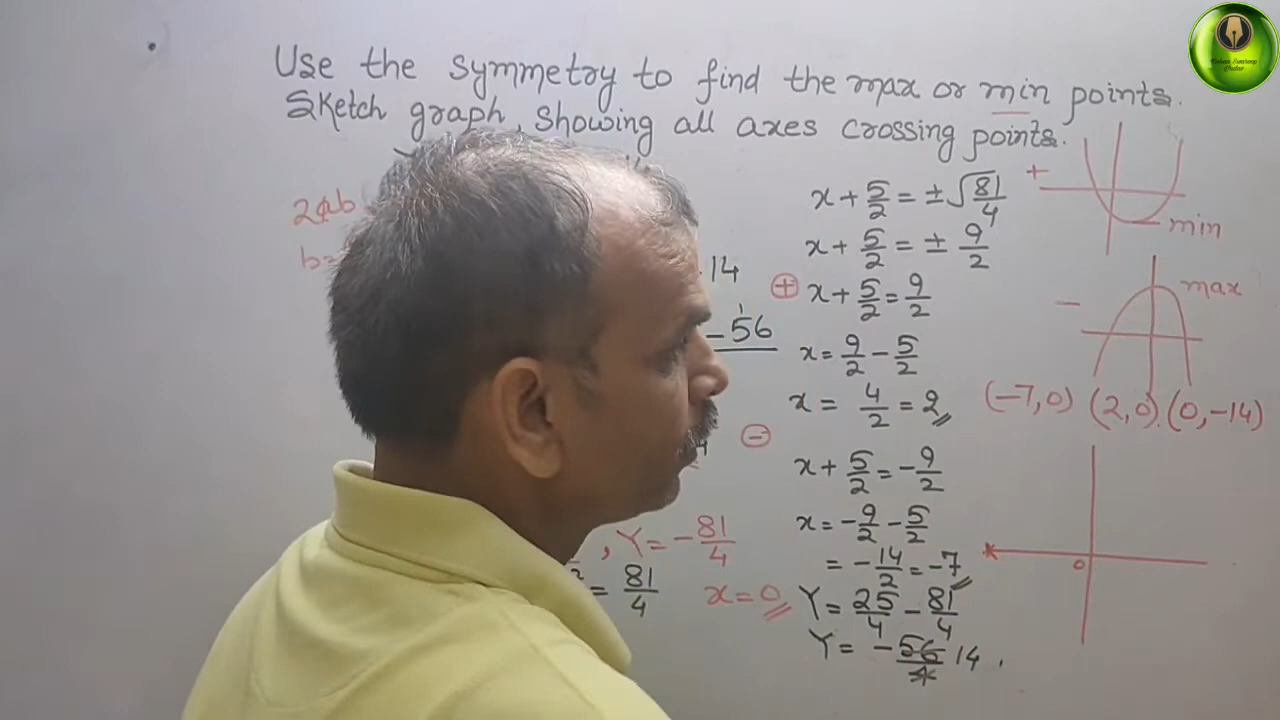 Use the symmetry to find the max or min points.
Sketch graph, showing all axes crossing points.
2ab
b=
.14
-56
, Y = -81/4
= 81/4
x = 0
x + 5/2 = ±√81/4
x + 5/2 = ± 9/2
⊕ x + 5/2 = 9/2
x = 9/2 - 5/2
x = 4/2 = 2
⊖
x + 5/2 = -9/2
x = -9/2 - 5/2
= -14/2 = -7
Y = 25/4 - 81/4
Y = -56/4 14 .
+
min
max
-
(-7,0) (2,0). (0,-14)
0